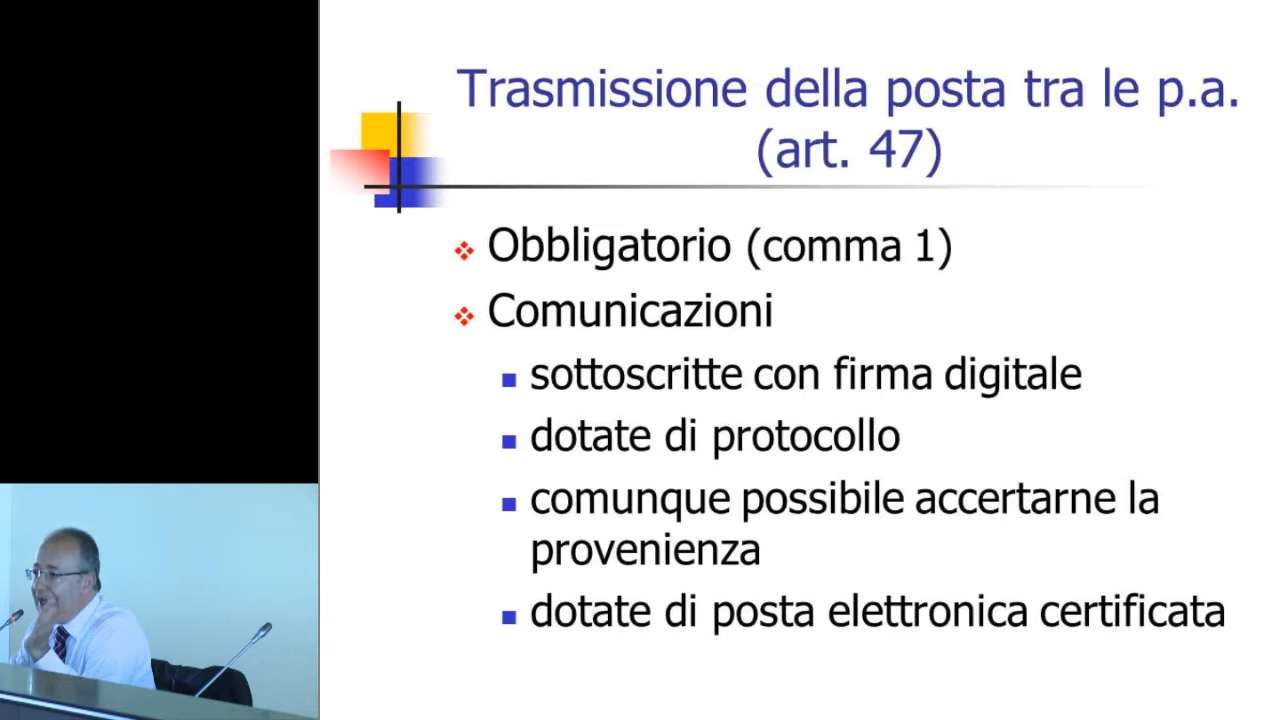 Trasmissione della posta tra le p.a.
(art. 47)
Obbligatorio (comma 1)
Comunicazioni
sottoscritte con firma digitale
dotate di protocollo
comunque possibile accertarne la
provenienza
dotate di posta elettronica certificata